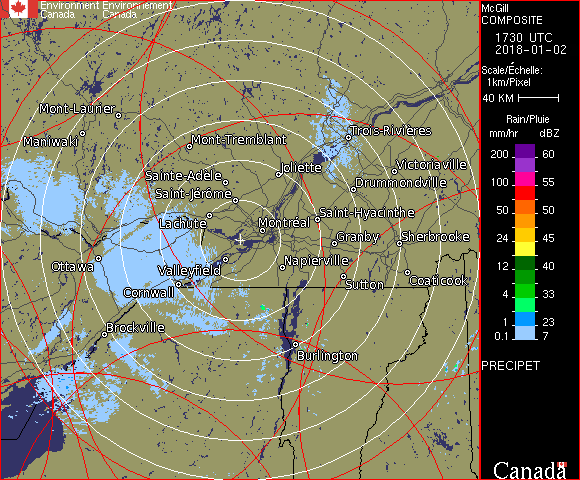 Environment Environnement
Canada Canada
Mont-Laurier
Maniwaki
Mont-Tremblant
Trois-Rivières
Joliette
Victoriaville
Sainte-Adèle
Drummondville
Saint-Jérôme
Lachute
Saint-Hyacinthe
Montréal
Granby
Sherbrooke
Ottawa
Valleyfield
Napierville
Cornwall
Sutton
Coaticook
Brockville
Burlington
McGill
COMPOSITE
1730 UTC
2018-01-02
Scale/Échelle:
1km/Pixel
40 KM
Rain/Pluie
mm/hr dBZ
200 60
150 55
100 55
50 50
24 45
12 40
4 33
1 23
0.1 7
PRECIPET
Canada